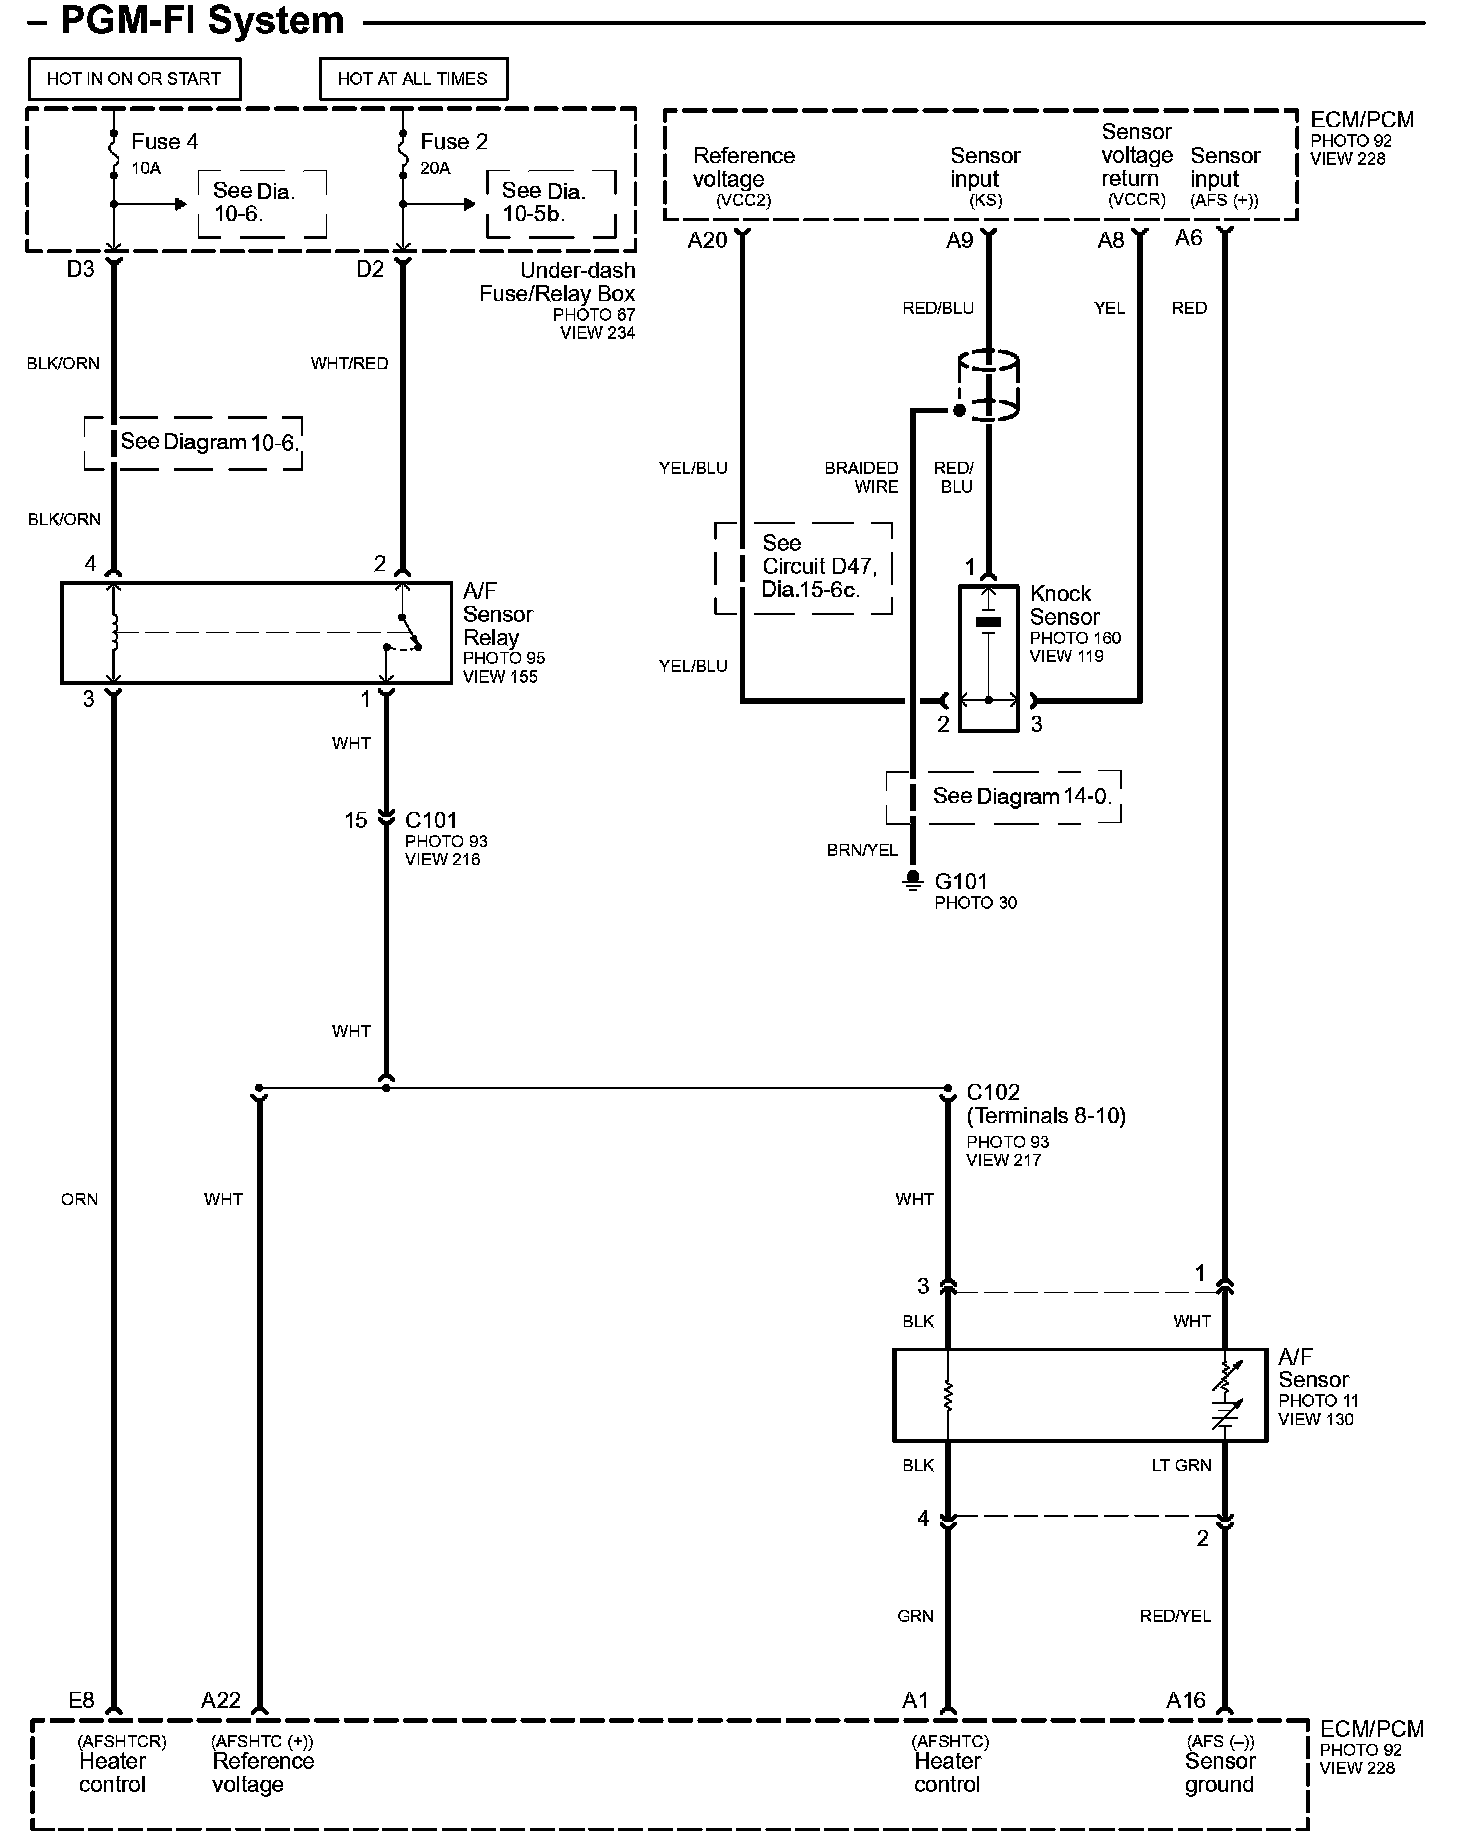 PGM-FI System
HOT IN ON OR START
HOT AT ALL TIMES
Fuse 4
10A
See Dia.
10-6.
Fuse 2
20A
See Dia.
10-5b.
D3
D2
Under-dash
Fuse/Relay Box
PHOTO 67
VIEW 234
Reference
voltage
(VCC2)
Sensor
input
(KS)
Sensor
voltage
return
(VCCR)
Sensor
input
(AFS (+))
ECM/PCM
PHOTO 92
VIEW 228
A20
A9
A8
A6
BLK/ORN
WHT/RED
RED/BLU
YEL
RED
See Diagram 10-6.
BLK/ORN
YEL/BLU
BRAIDED
WIRE
RED/
BLU
See
Circuit D47,
Dia.15-6c.
4
2
A/F
Sensor
Relay
PHOTO 95
VIEW 155
3
1
YEL/BLU
1
Knock
Sensor
PHOTO 160
VIEW 119
2
3
WHT
15
C101
PHOTO 93
VIEW 216
See Diagram 14-0.
BRN/YEL
G101
PHOTO 30
WHT
C102
(Terminals 8-10)
PHOTO 93
VIEW 217
ORN
WHT
WHT
3
1
BLK
WHT
A/F
Sensor
PHOTO 11
VIEW 130
BLK
LT GRN
4
2
GRN
RED/YEL
E8
A22
A1
A16
(AFSHTCR)
Heater
control
(AFSHTC (+))
Reference
voltage
(AFSHTC)
Heater
control
(AFS (–))
Sensor
ground
ECM/PCM
PHOTO 92
VIEW 228